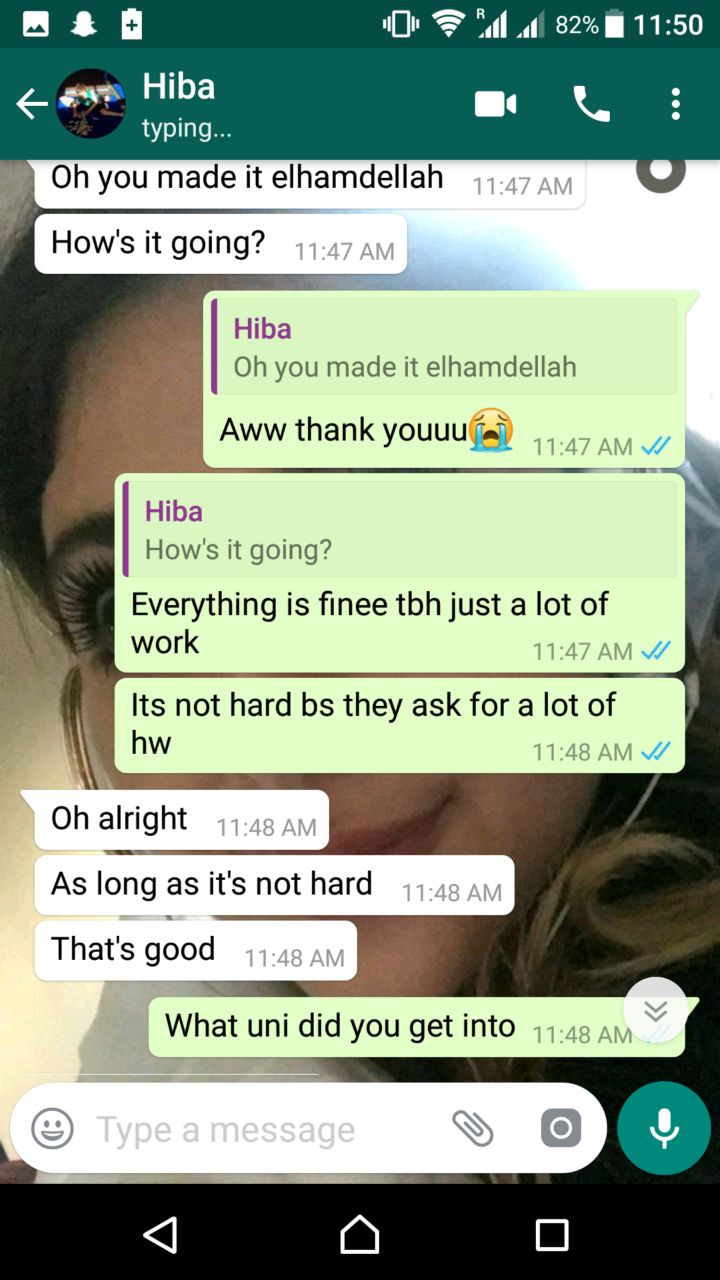 R 82% 11:50
Hiba
typing...
Oh you made it elhamdellah 11:47 AM
How's it going? 11:47 AM
Hiba
Oh you made it elhamdellah
Aww thank youuu😭 11:47 AM
Hiba
How's it going?
Everything is finee tbh just a lot of
work 11:47 AM
Its not hard bs they ask for a lot of
hw 11:48 AM
Oh alright 11:48 AM
As long as it's not hard 11:48 AM
That's good 11:48 AM
What uni did you get into 11:48 AM
Type a message